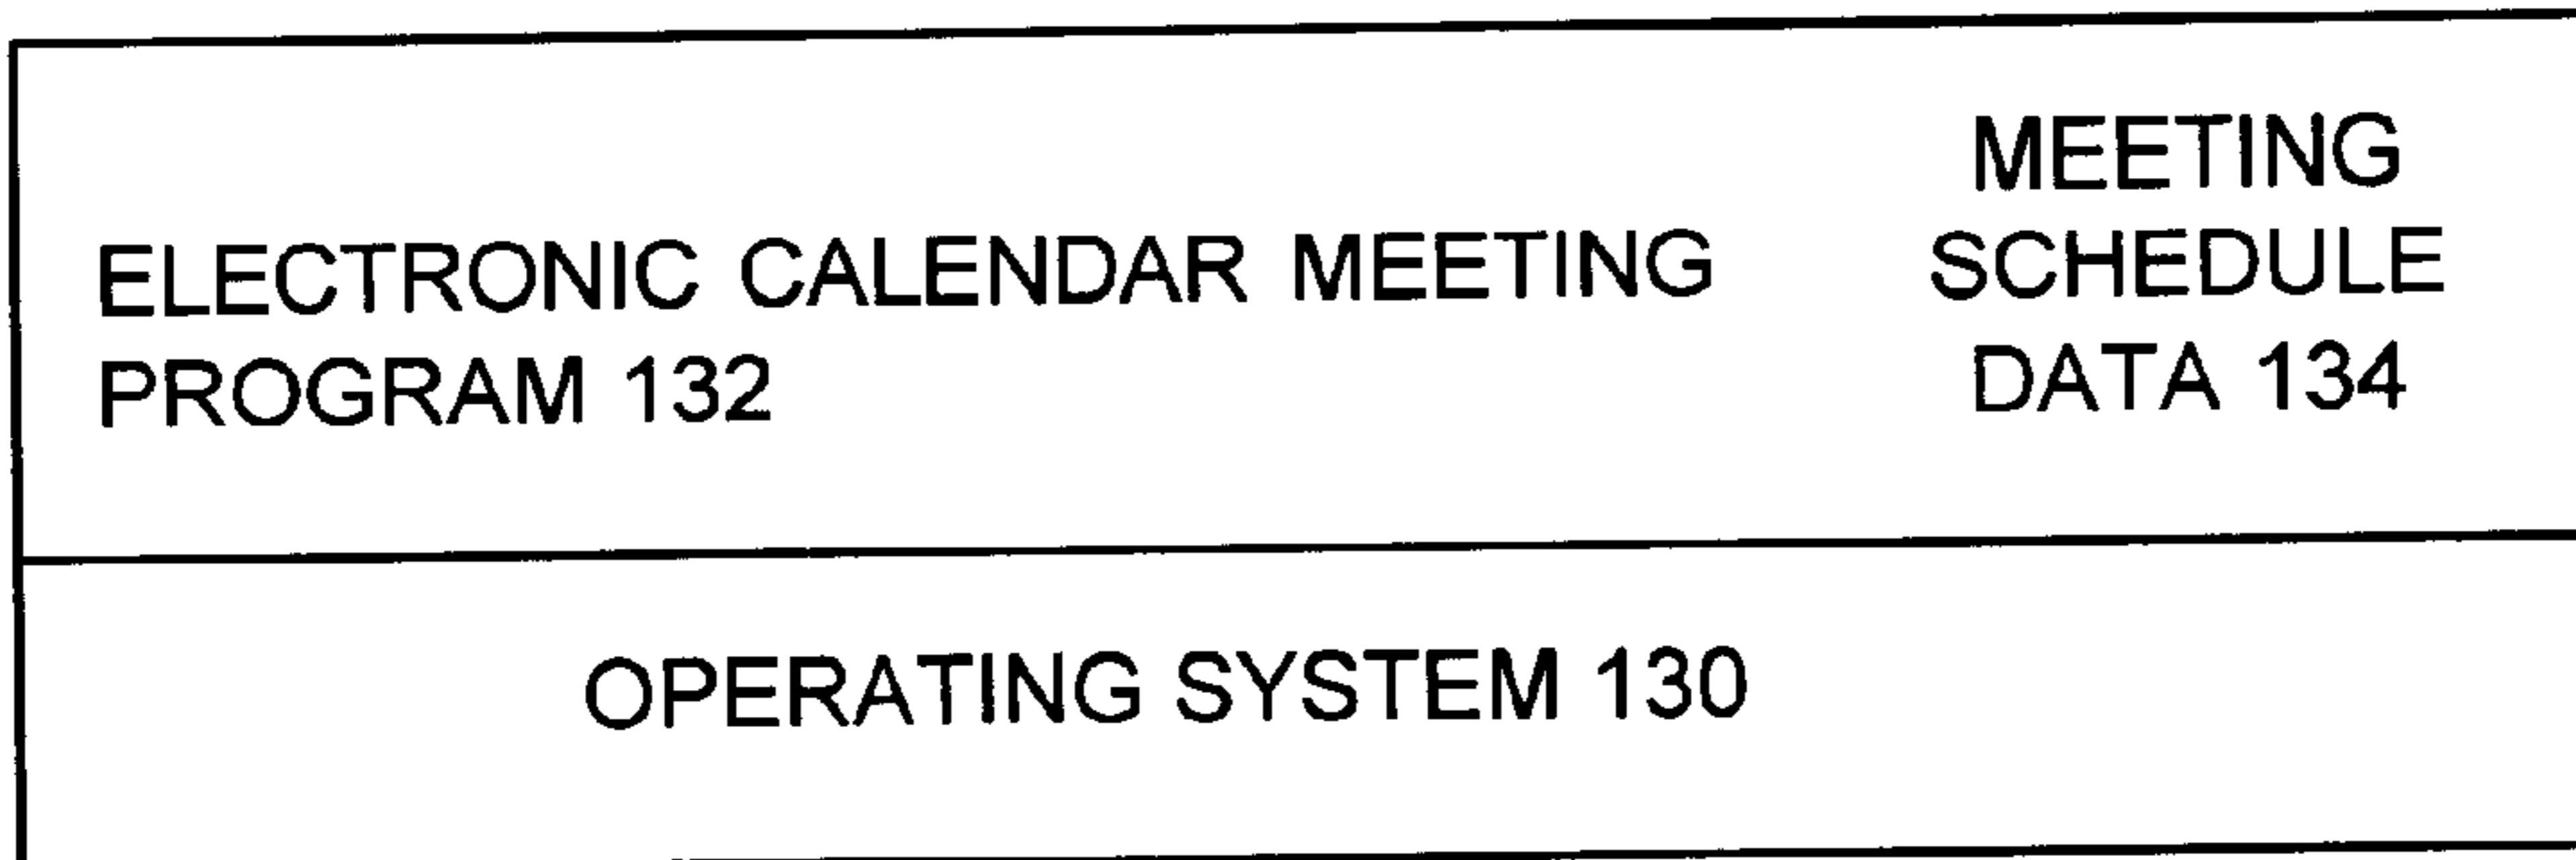 ELECTRONIC CALENDAR MEETING
PROGRAM 132
MEETING
SCHEDULE
DATA 134
OPERATING SYSTEM 130